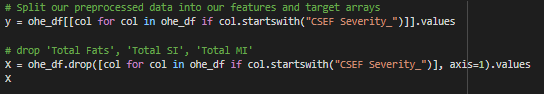 # Split our preprocessed data into our features and target arrays
y = ohe_df[[col for col in ohe_df if col.startswith("CSEF Severity_")]].values
# drop 'Total Fats', 'Total SI', 'Total MI'
X = ohe_df.drop([col for col in ohe_df if col.startswith("CSEF Severity_")], axis=1).values
X